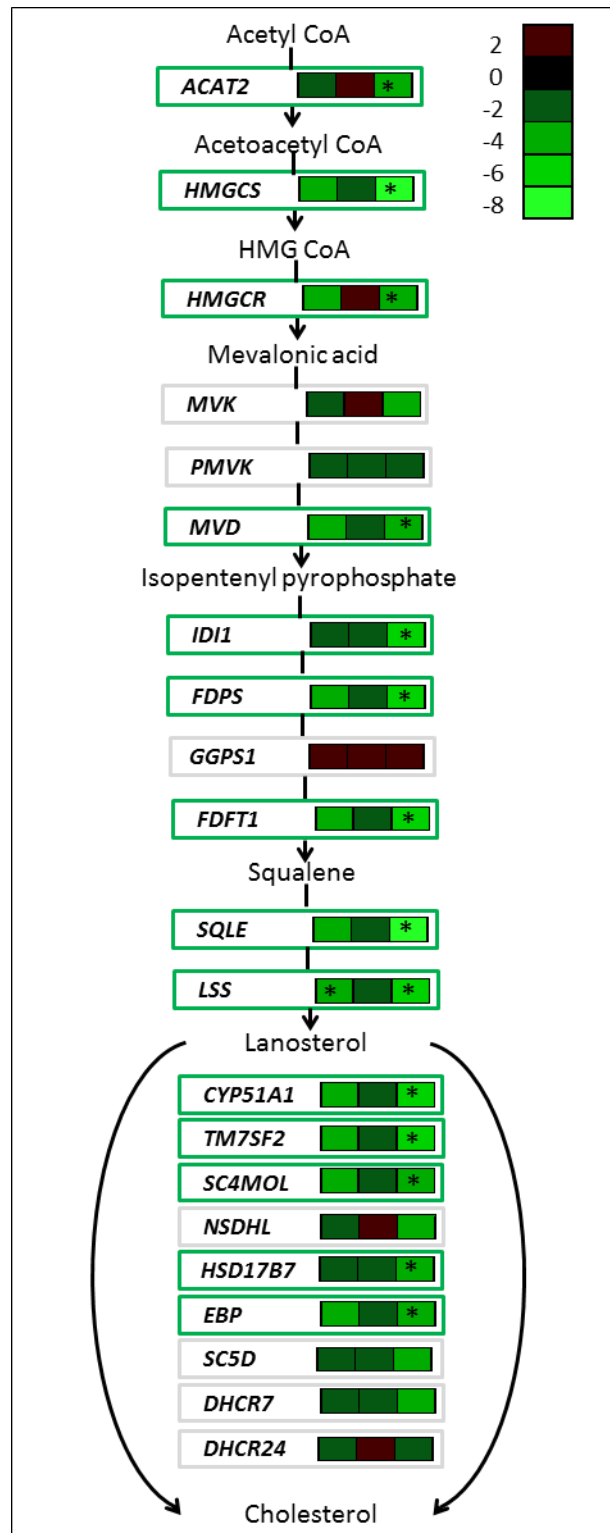 Acetyl CoA
2
0
-2
-4
-6
-8
ACAT2 *
Acetoacetyl CoA
HMGCS *
HMG CoA
HMGCR *
Mevalonic acid
MVK
PMVK
MVD *
Isopentenyl pyrophosphate
IDI1 *
FDPS *
GGPS1
FDFT1 *
Squalene
SQLE *
LSS * *
Lanosterol
CYP51A1 *
TM7SF2 *
SC4MOL *
NSDHL
HSD17B7 *
EBP *
SC5D
DHCR7
DHCR24
Cholesterol